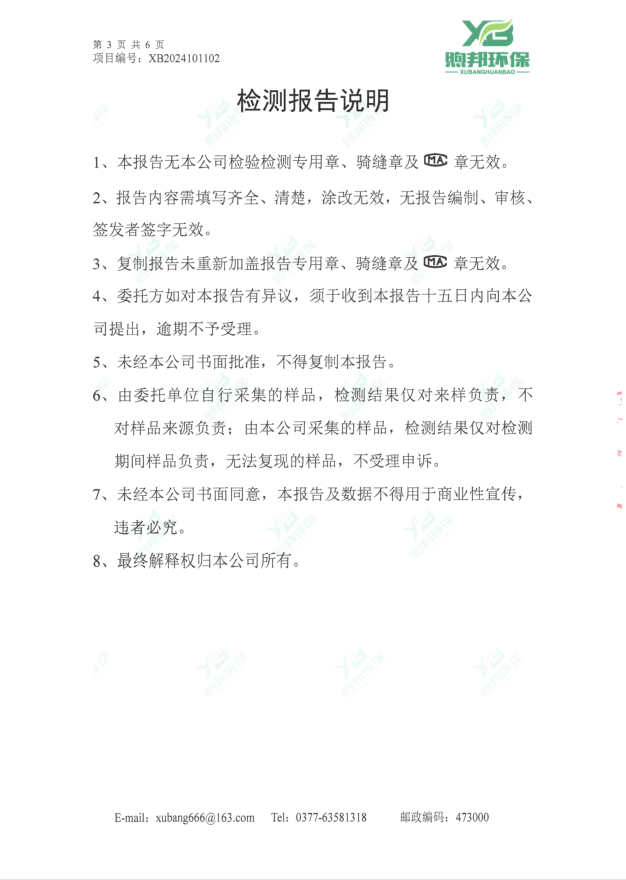 第 3 页 共 6 页
项目编号：XB2024101102
XB
煦邦环保
XUBANGHUANBAO
检测报告说明
1、本报告无本公司检验检测专用章、骑缝章及 MA 章无效。
2、报告内容需填写齐全、清楚，涂改无效，无报告编制、审核、
签发者签字无效。
3、复制报告未重新加盖报告专用章、骑缝章及 MA 章无效。
4、委托方如对本报告有异议，须于收到本报告十五日内向本公
司提出，逾期不予受理。
5、未经本公司书面批准，不得复制本报告。
6、由委托单位自行采集的样品，检测结果仅对来样负责，不
对样品来源负责；由本公司采集的样品，检测结果仅对检测
期间样品负责，无法复现的样品，不受理申诉。
7、未经本公司书面同意，本报告及数据不得用于商业性宣传，
违者必究。
8、最终解释权归本公司所有。
E-mail：xubang666@163.com Tel：0377-63581318 邮政编码：473000